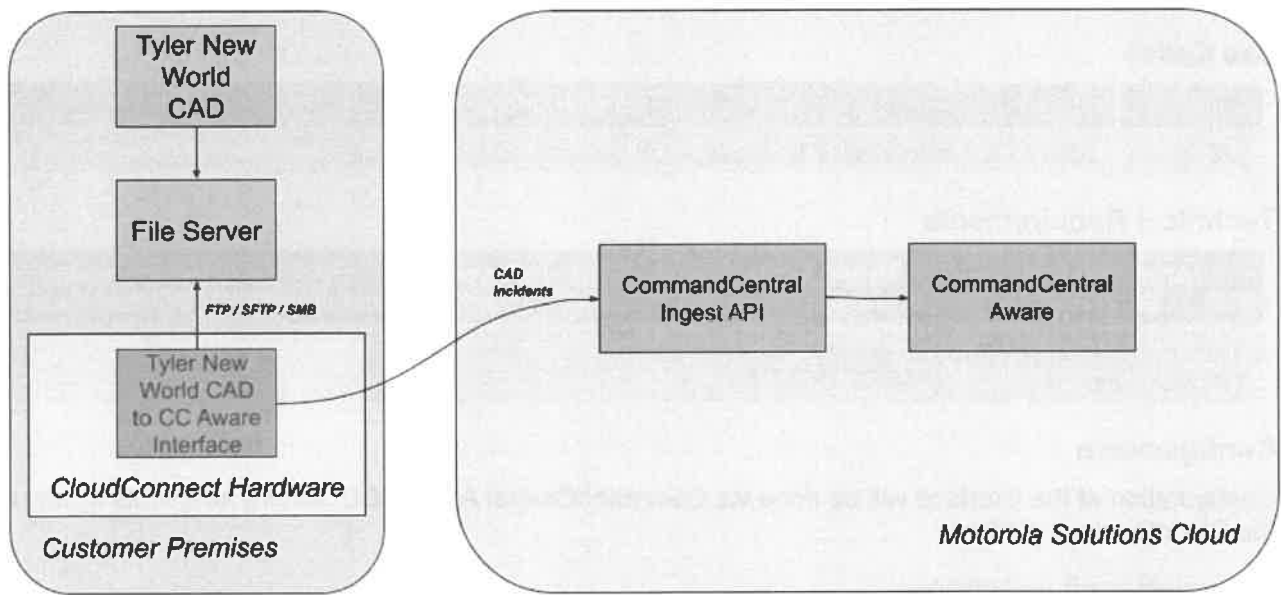 Tyler New
World
CAD
File Server
FTP / SFTP / SMB
Tyler New
World CAD
to CC Aware
Interface
CloudConnect Hardware
Customer Premises
CAD
Incidents
CommandCentral
Ingest API
CommandCentral
Aware
Motorola Solutions Cloud